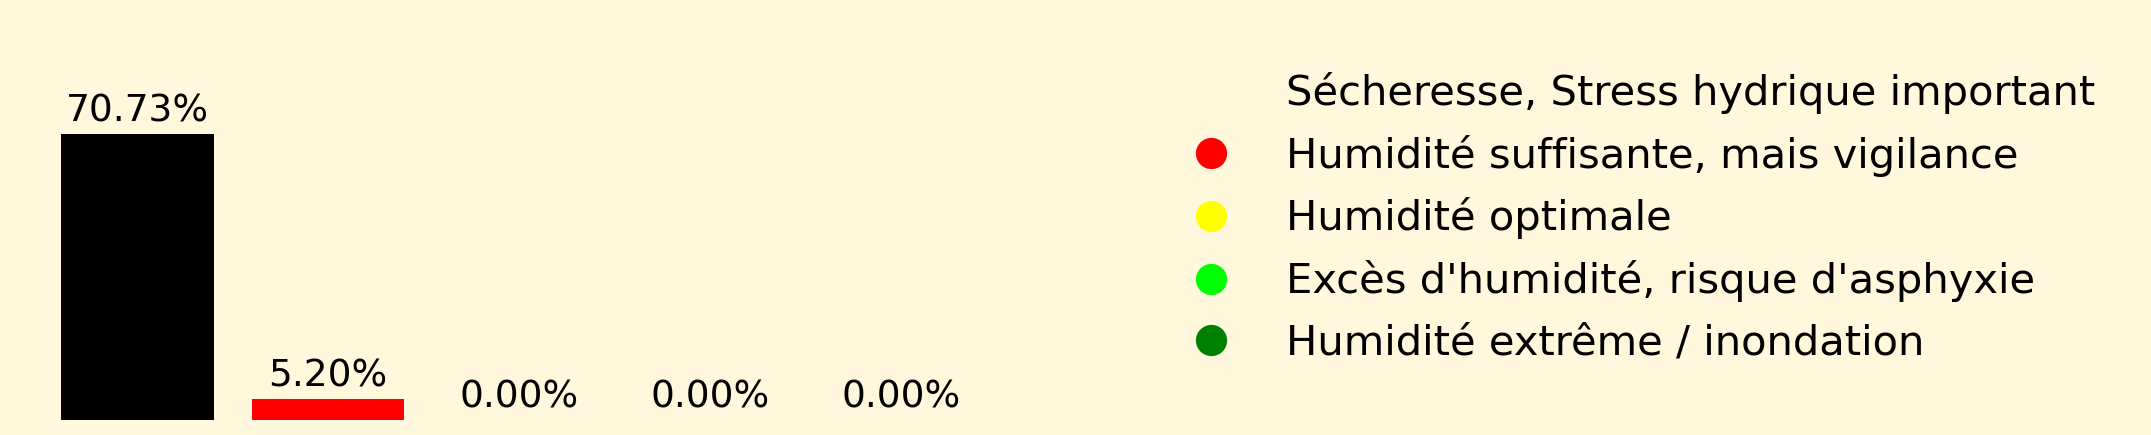 70.73%
5.20%
0.00%
0.00%
0.00%
Sécheresse, Stress hydrique important
Humidité suffisante, mais vigilance
Humidité optimale
Excès d'humidité, risque d'asphyxie
Humidité extrême / inondation